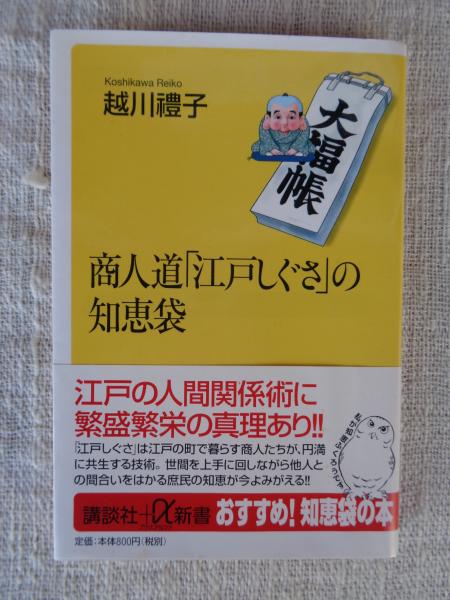 Koshikawa Reiko
越川禮子
大福帳
商人道「江戸しぐさ」の
知恵袋
江戸の人間関係術に
繁盛繁栄の真理あり!!
「江戸しぐさ」は江戸の町で暮らす商人たちが、円満
に共生する技術。世間を上手に回しながら他人と
の間合いをはかる庶民の知恵が今よみがえる!!
講談社+α新書 おすすめ!知恵袋の本
定価:本体800円(税別)